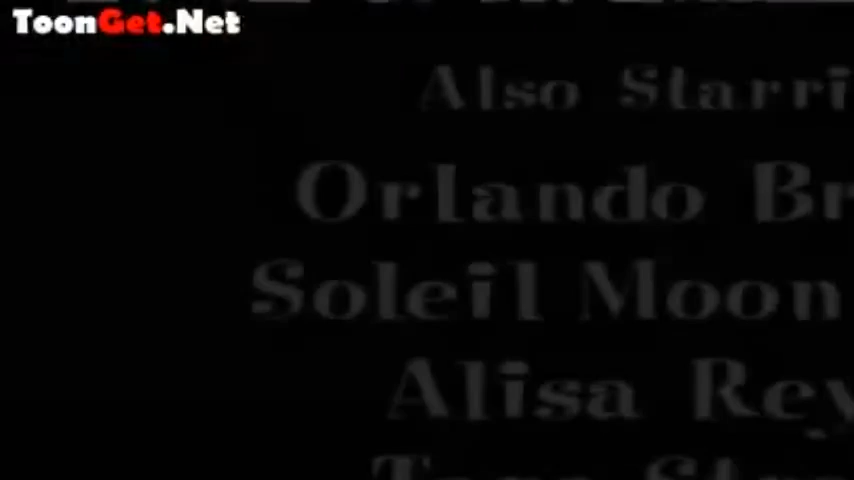 ToonGet.Net
Also Starri
Orlando Br
Soleil Moon
Alisa Rey